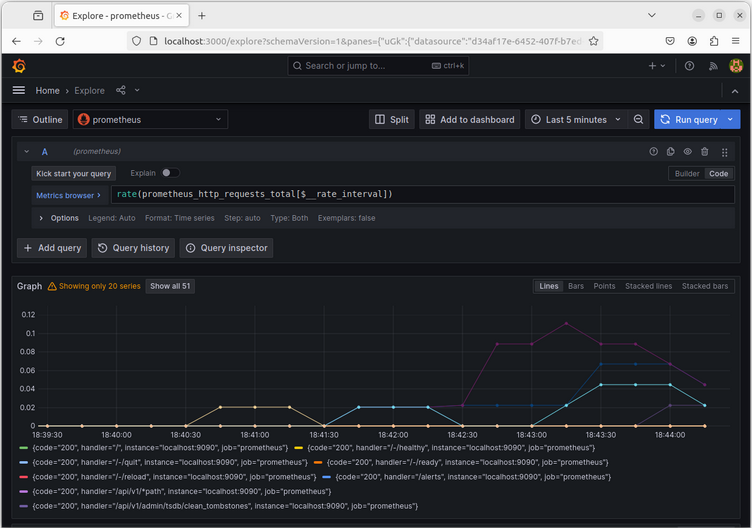 Explore - prometheus - G
localhost:3000/explore?schemaVersion=1&panes={"uGk":{"datasource":"d34af17e-6452-407f-b7ed
Search or jump to...
ctrl+k
Home
Explore
Outline
prometheus
Split
Add to dashboard
Last 5 minutes
Run query
A
(prometheus)
Kick start your query
Explain
Builder
Code
Metrics browser >
rate(prometheus_http_requests_total[$__rate_interval])
Options
Legend: Auto
Format: Time series
Step: auto
Type: Both
Exemplars: false
+ Add query
Query history
Query inspector
Graph
Showing only 20 series
Show all 51
Lines
Bars
Points
Stacked lines
Stacked bars
0.12
0.1
0.08
0.06
0.04
0.02
0
18:39:30
18:40:00
18:40:30
18:41:00
18:41:30
18:42:00
18:42:30
18:43:00
18:43:30
18:44:00
{code="200", handler="/", instance="localhost:9090", job="prometheus"}
{code="200", handler="/-/healthy", instance="localhost:9090", job="prometheus"}
{code="200", handler="/-/quit", instance="localhost:9090", job="prometheus"}
{code="200", handler="/-/ready", instance="localhost:9090", job="prometheus"}
{code="200", handler="/-/reload", instance="localhost:9090", job="prometheus"}
{code="200", handler="/alerts", instance="localhost:9090", job="prometheus"}
{code="200", handler="/api/v1/*path", instance="localhost:9090", job="prometheus"}
{code="200", handler="/api/v1/admin/tsdb/clean_tombstones", instance="localhost:9090", job="prometheus"}